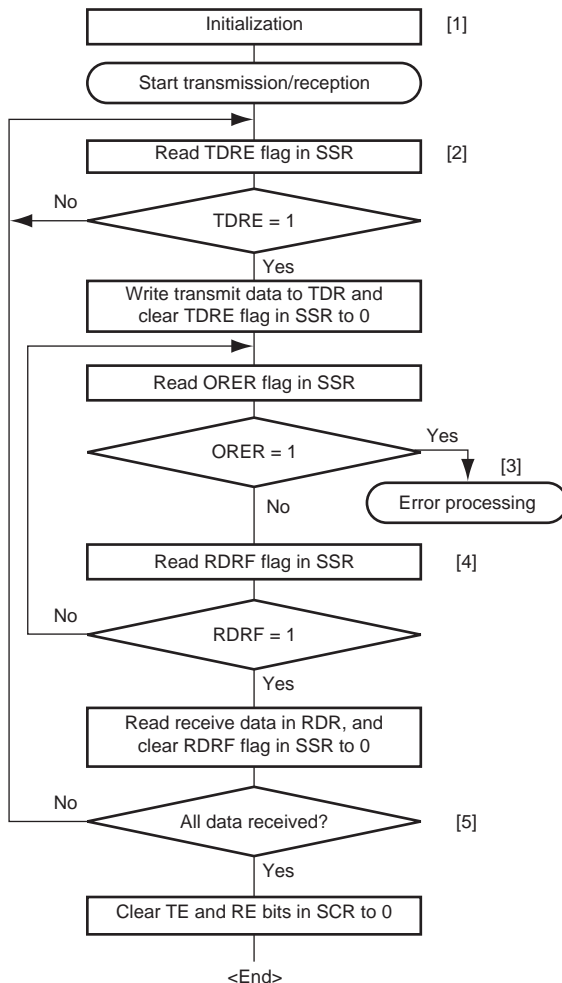 Initialization [1]
Start transmission/reception
Read TDRE flag in SSR [2]
No
TDRE = 1
Yes
Write transmit data to TDR and
clear TDRE flag in SSR to 0
Read ORER flag in SSR
Yes
ORER = 1
[3]
Error processing
No
Read RDRF flag in SSR [4]
No
RDRF = 1
Yes
Read receive data in RDR, and
clear RDRF flag in SSR to 0
No
All data received? [5]
Yes
Clear TE and RE bits in SCR to 0
<End>